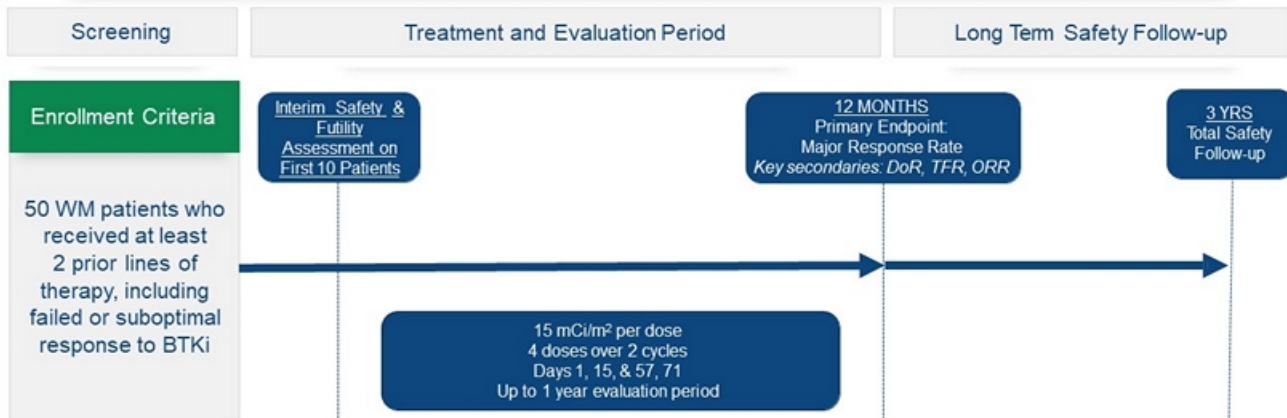 Screening
Treatment and Evaluation Period
Long Term Safety Follow-up
Enrollment Criteria
50 WM patients who
received at least
2 prior lines of
therapy, including
failed or suboptimal
response to BTKi
Interim Safety &
Futility
Assessment on
First 10 Patients
12 MONTHS
Primary Endpoint:
Major Response Rate
Key secondaries: DoR, TFR, ORR
3 YRS
Total Safety
Follow-up
15 mCi/m² per dose
4 doses over 2 cycles
Days 1, 15, & 57, 71
Up to 1 year evaluation period